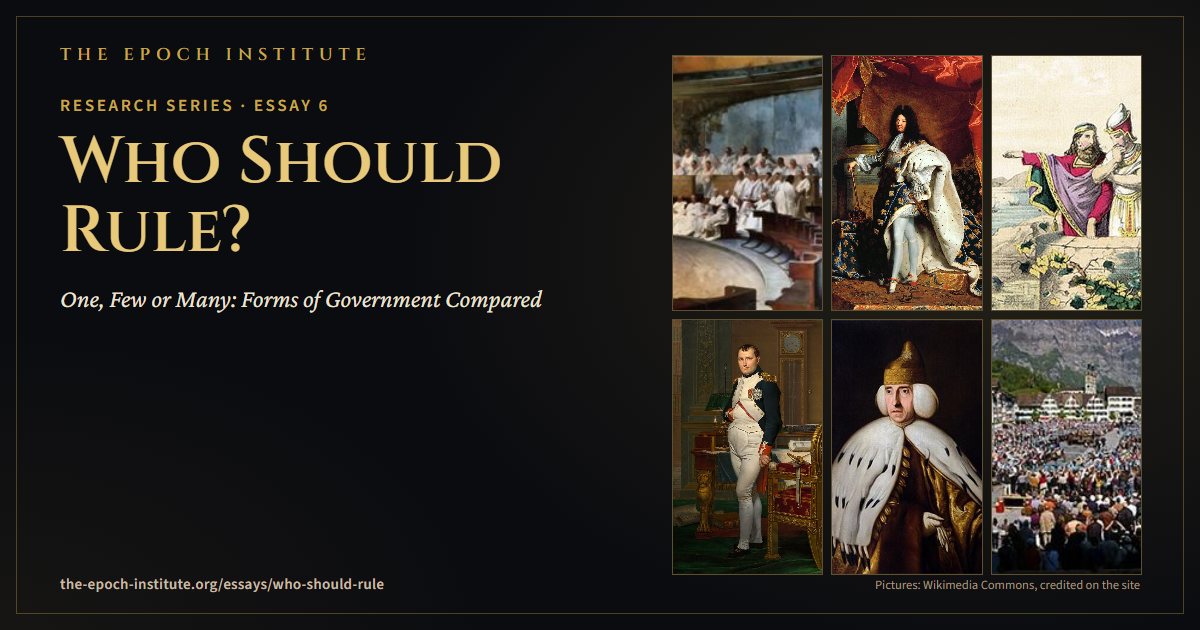 THE EPOCH INSTITUTE
RESEARCH SERIES · ESSAY 6
WHO SHOULD
RULE?
One, Few or Many: Forms of Government Compared
the-epoch-institute.org/essays/who-should-rule
Pictures: Wikimedia Commons, credited on the site